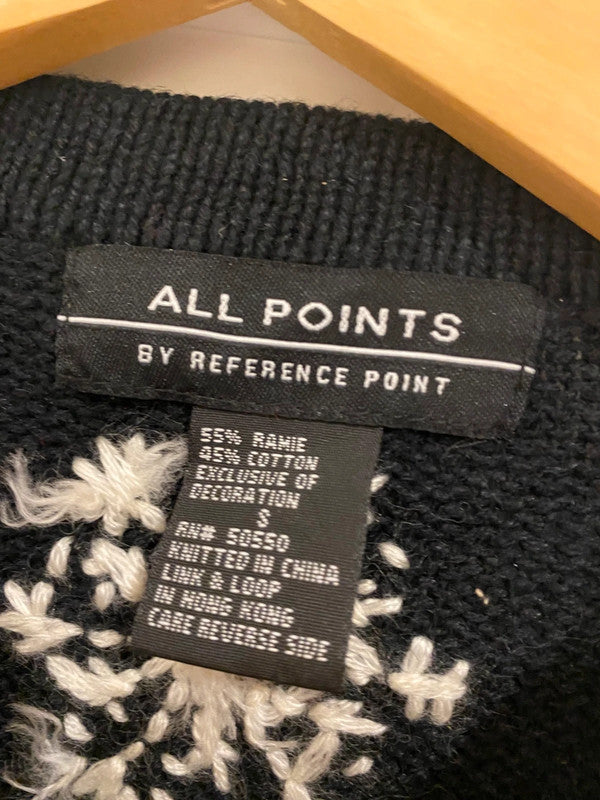 ALL POINTS
BY REFERENCE POINT
55% RAMIE
45% COTTON
EXCLUSIVE OF
DECORATION
S
RN# 50550
KNITTED IN CHINA
LINK & LOOP
IN HONG KONG
CARE REVERSE SIDE